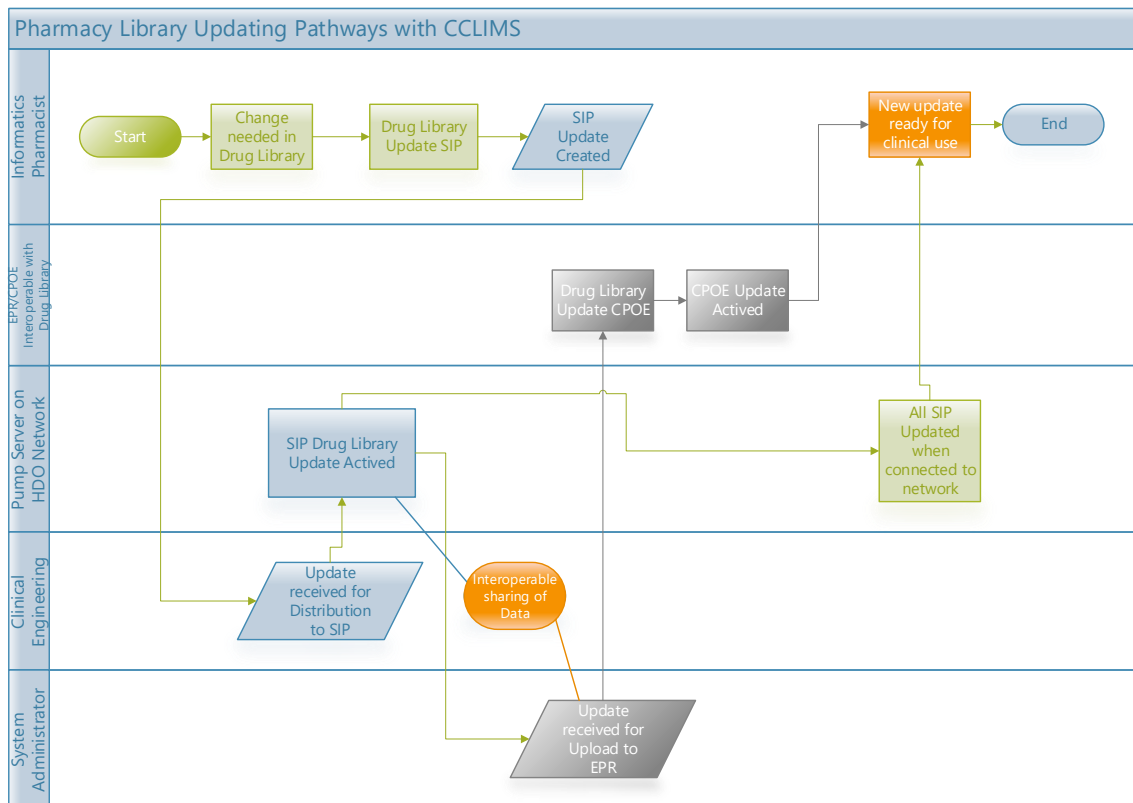 Pharmacy Library Updating Pathways with CCLIMS
Informatics
Pharmacist
Start
Change
needed in
Drug Library
Drug Library
Update SIP
SIP
Update
Created
New update
ready for
clinical use
End
EPR/CPOE
Interoperable with
Drug Library
Drug Library
Update CPOE
CPOE Update
Actived
Pump Server on
HDO Network
SIP Drug Library
Update Actived
All SIP
Updated
when
connected to
network
Clinical
Engineering
Update
received for
Distribution
to SIP
Interoperable
sharing of
Data
System
Administrator
Update
received for
Upload to
EPR